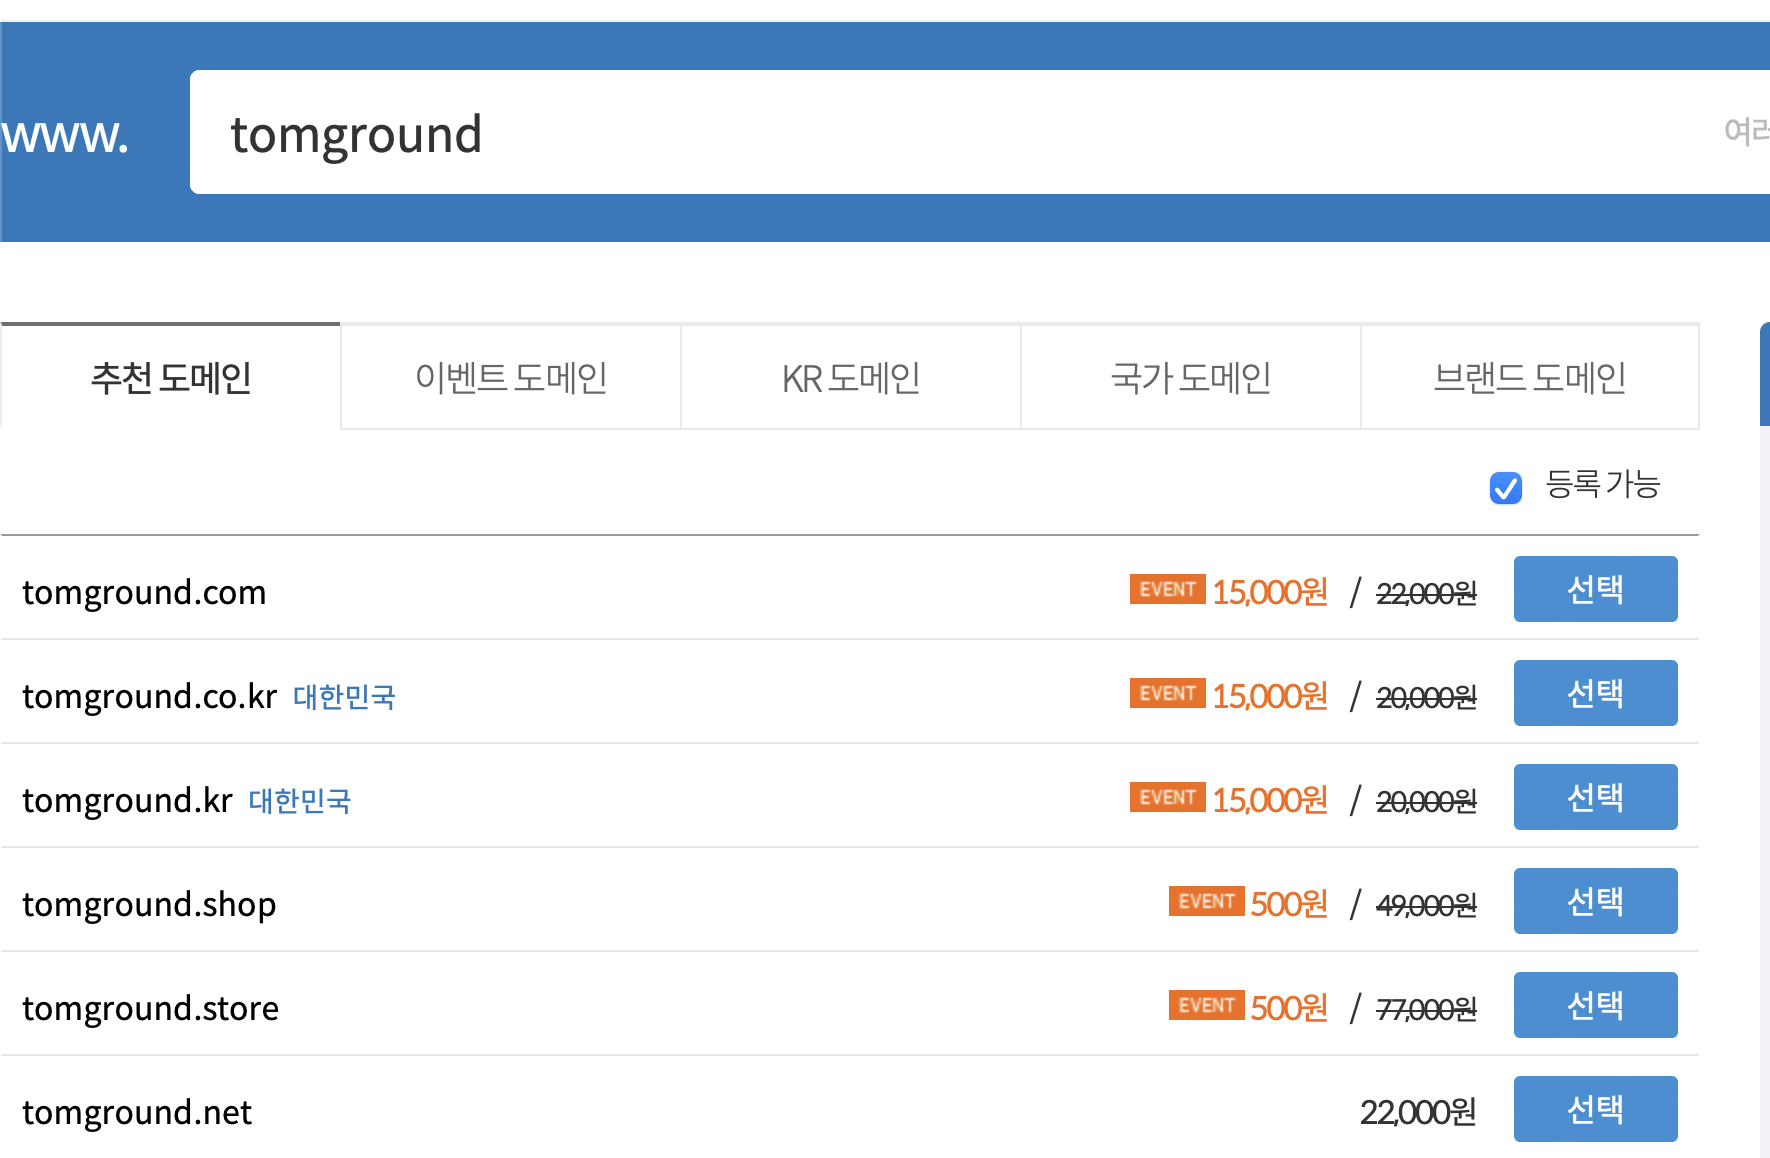 www. tomground 여러
추천 도메인 이벤트 도메인 KR 도메인 국가 도메인 브랜드 도메인
등록 가능
tomground.com EVENT 15,000원 / 22,000원 선택
tomground.co.kr 대한민국 EVENT 15,000원 / 20,000원 선택
tomground.kr 대한민국 EVENT 15,000원 / 20,000원 선택
tomground.shop EVENT 500원 / 49,000원 선택
tomground.store EVENT 500원 / 77,000원 선택
tomground.net 22,000원 선택